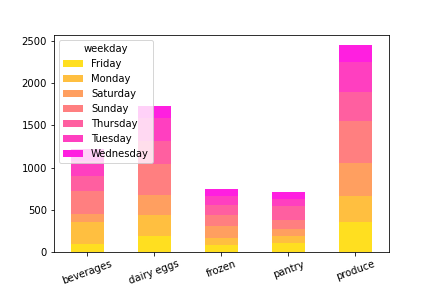 2500
2000
1500
1000
500
0
weekday
Friday
Monday
Saturday
Sunday
Thursday
Tuesday
Wednesday
beverages
dairy eggs
frozen
pantry
produce